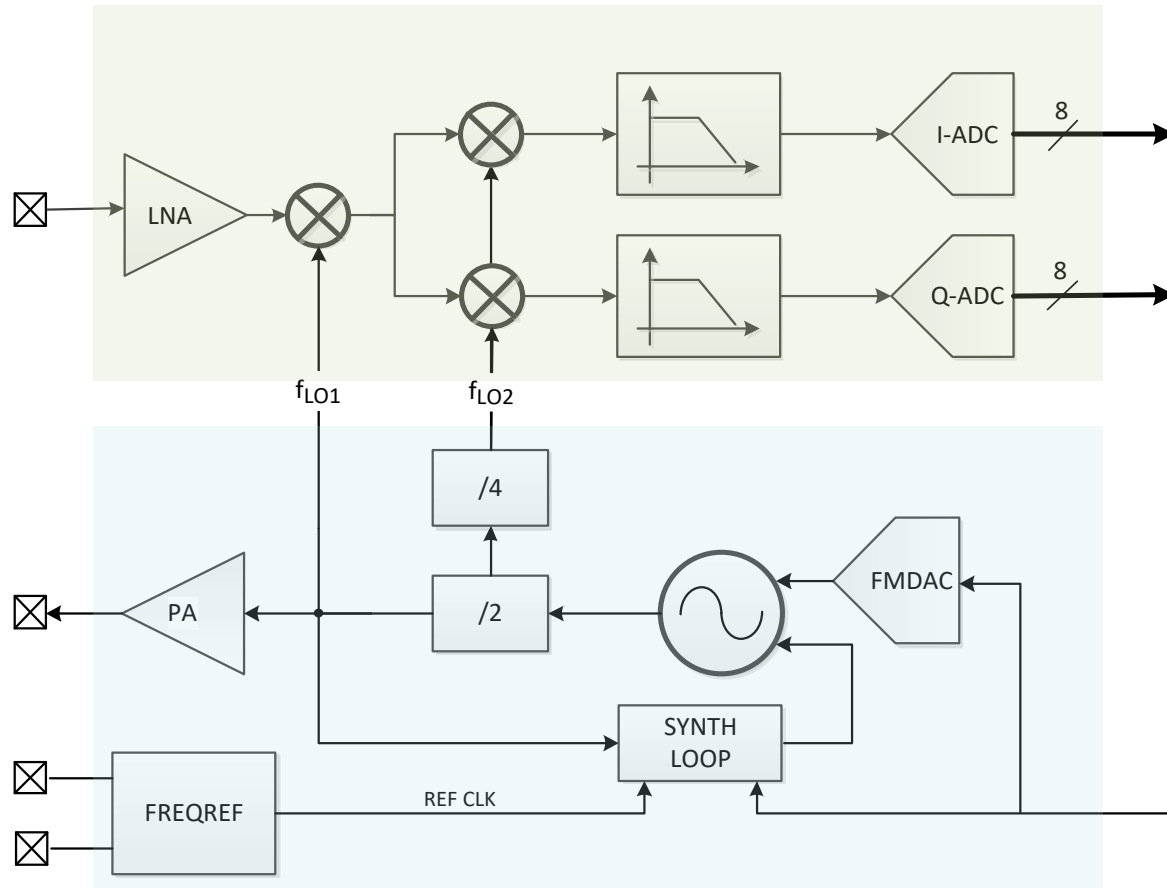 8
I-ADC
LNA
8
Q-ADC
fLO1
fLO2
/4
FMDAC
PA
/2
SYNTH
LOOP
REF CLK
FREQREF